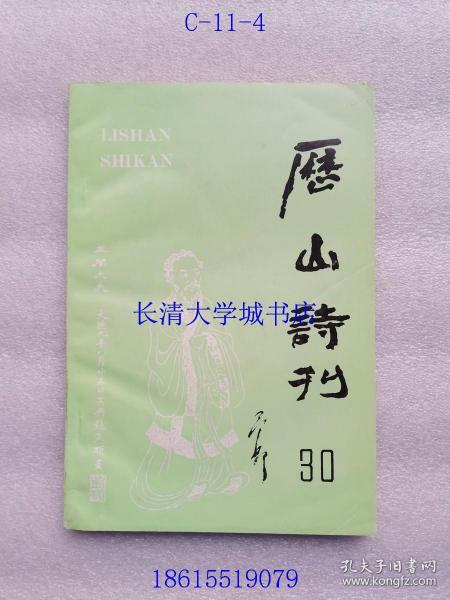 C-11-4
LISHAN
SHIKAN
歷山詩刊
30
长清大学城书店
18615519079
孔夫子旧书网
www.kongfz.com